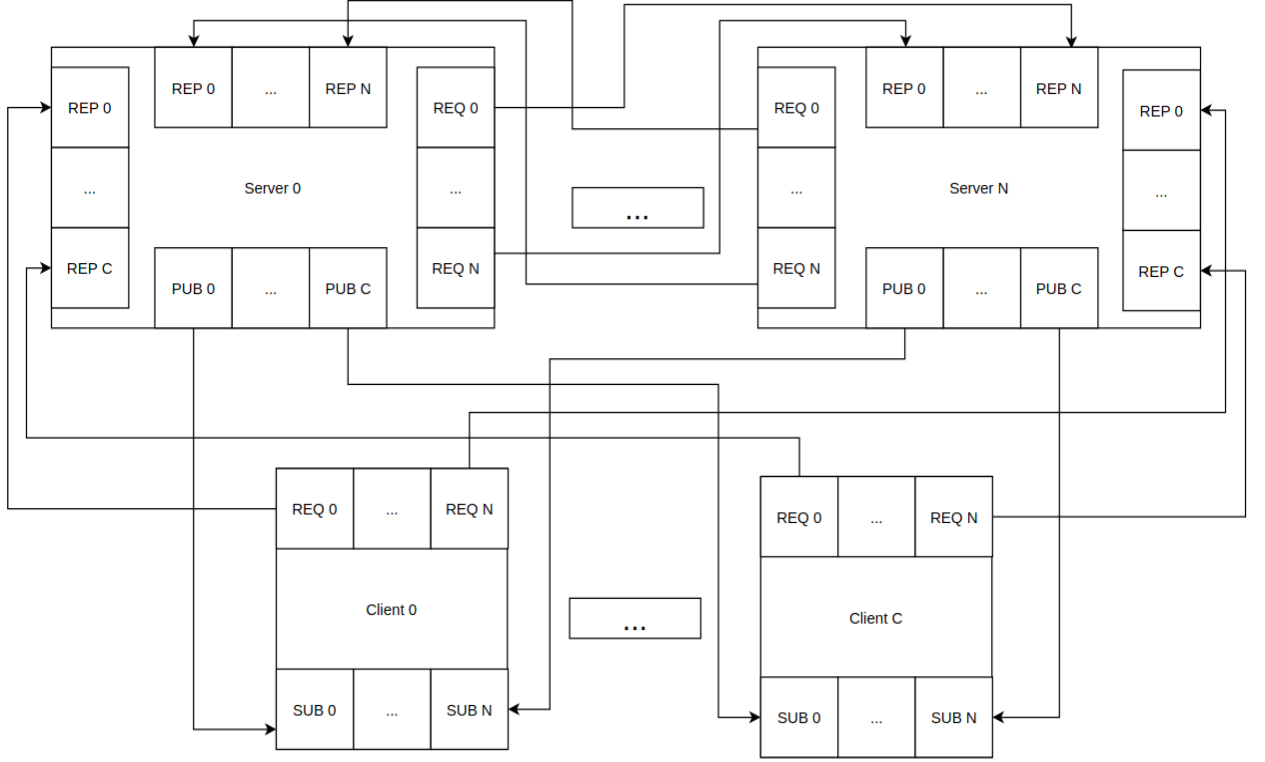 REP 0
...
REP N
REP 0
...
REP N
REP 0
REQ 0
REQ 0
REP 0
...
Server 0
...
...
Server N
...
...
REP C
PUB 0
...
PUB C
REQ N
REQ N
PUB 0
...
PUB C
REP C
REQ 0
...
REQ N
REQ 0
...
REQ N
Client 0
...
Client C
SUB 0
...
SUB N
SUB 0
...
SUB N